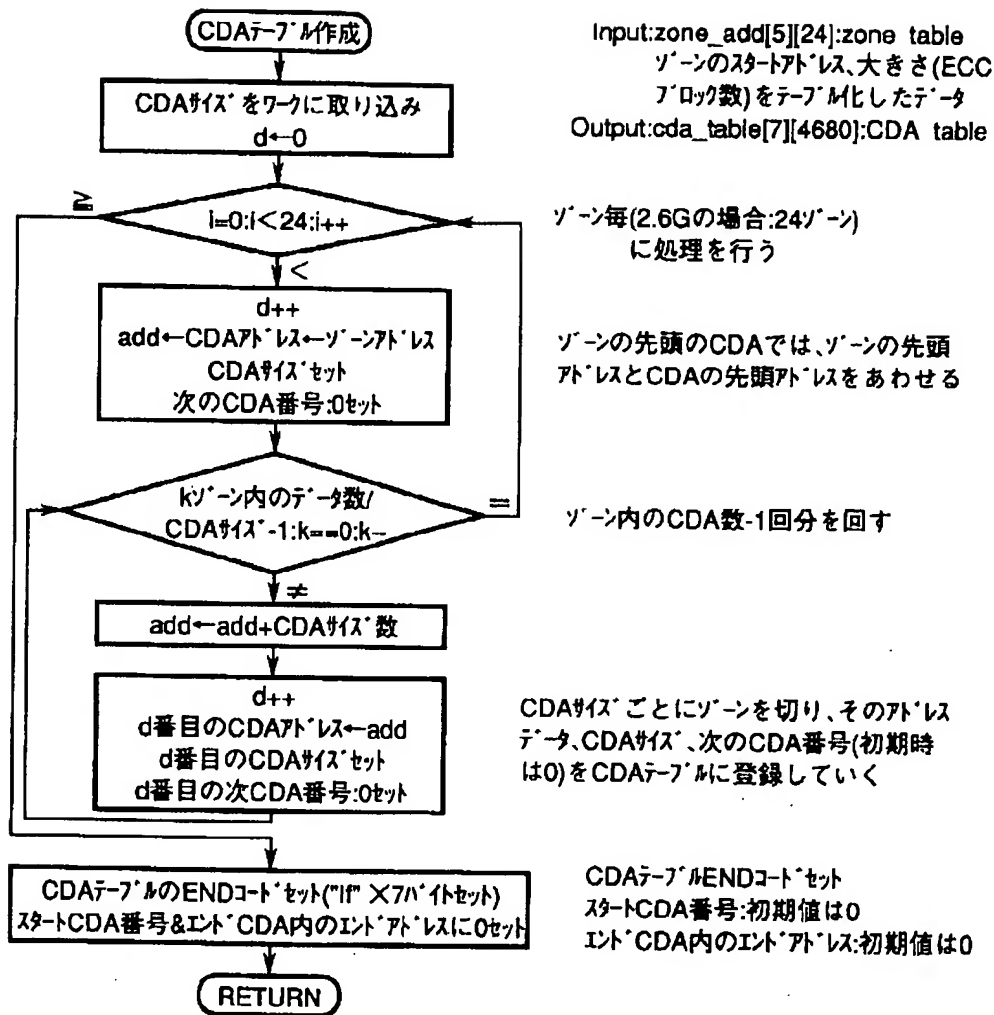 CDAﾃｰﾌﾞﾙ作成
Input:zone_add[5][24]:zone table
ｿﾞｰﾝのｽﾀｰﾄｱﾄﾞﾚｽ、大きさ(ECC
ﾌﾞﾛｯｸ数)をﾃｰﾌﾞﾙ化したﾃﾞｰﾀ
Output:cda_table[7][4680]:CDA table
CDAｻｲｽﾞをワークに取り込み
d←0
≧
i=0:i<24:i++
<
ｿﾞｰﾝ毎(2.6Gの場合:24ｿﾞｰﾝ)
に処理を行う
d++
add←CDAｱﾄﾞﾚｽ←ｿﾞｰﾝｱﾄﾞﾚｽ
CDAｻｲｽﾞｾｯﾄ
次のCDA番号:0ｾｯﾄ
ｿﾞｰﾝの先頭のCDAでは、ｿﾞｰﾝの先頭
ｱﾄﾞﾚｽとCDAの先頭ｱﾄﾞﾚｽをあわせる
kｿﾞｰﾝ内のﾃﾞｰﾀ数/
CDAｻｲｽﾞ-1:k==0:k--
=
≠
ｿﾞｰﾝ内のCDA数-1回分を回す
add←add+CDAｻｲｽﾞ数
d++
d番目のCDAｱﾄﾞﾚｽ←add
d番目のCDAｻｲｽﾞｾｯﾄ
d番目の次CDA番号:0ｾｯﾄ
CDAｻｲｽﾞごとにｿﾞｰﾝを切り、そのｱﾄﾞﾚｽ
ﾃﾞｰﾀ、CDAｻｲｽﾞ、次のCDA番号(初期時
は0)をCDAﾃｰﾌﾞﾙに登録していく
CDAﾃｰﾌﾞﾙのENDｺｰﾄﾞｾｯﾄ("lf" ×7ﾊﾞｲﾄｾｯﾄ)
ｽﾀｰﾄCDA番号&ｴﾝﾄﾞCDA内のｴﾝﾄﾞｱﾄﾞﾚｽに0ｾｯﾄ
CDAﾃｰﾌﾞﾙENDｺｰﾄﾞｾｯﾄ
ｽﾀｰﾄCDA番号:初期値は0
ｴﾝﾄﾞCDA内のｴﾝﾄﾞｱﾄﾞﾚｽ:初期値は0
RETURN